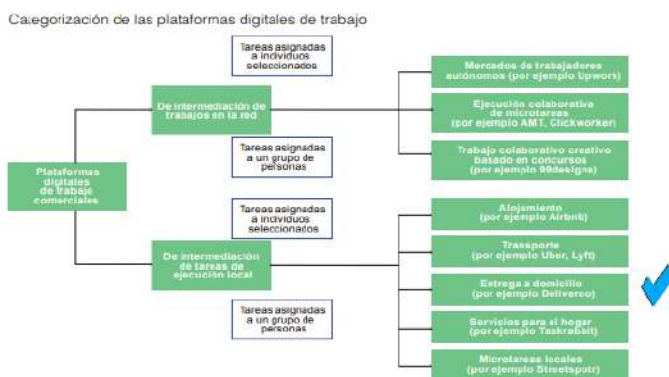 Categorización de las plataformas digitales de trabajo
Tareas asignadas
a individuos
seleccionados
Mercados de trabajadores
autónomos (por ejemplo Upwork)
De intermediación de
trabajos en la red
Ejecución colaborativa
de microtareas
(por ejemplo AMT, Clickworker)
Tareas asignadas
a un grupo de
personas
Trabajo colaborativo creativo
basado en concursos
(por ejemplo 99designs)
Plataformas
digitales
de trabajo
comerciales
Tareas asignadas
a individuos
seleccionados
Alojamiento
(por ejemplo Airbnb)
Transporte
(por ejemplo Uber, Lyft)
De intermediación
de tareas de
ejecución local
Entrega a domicilio
(por ejemplo Deliveroo)
Tareas asignadas
a un grupo de
personas
Servicios para el hogar
(por ejemplo Taskrabbit)
Microtareas locales
(por ejemplo Streetspotr)